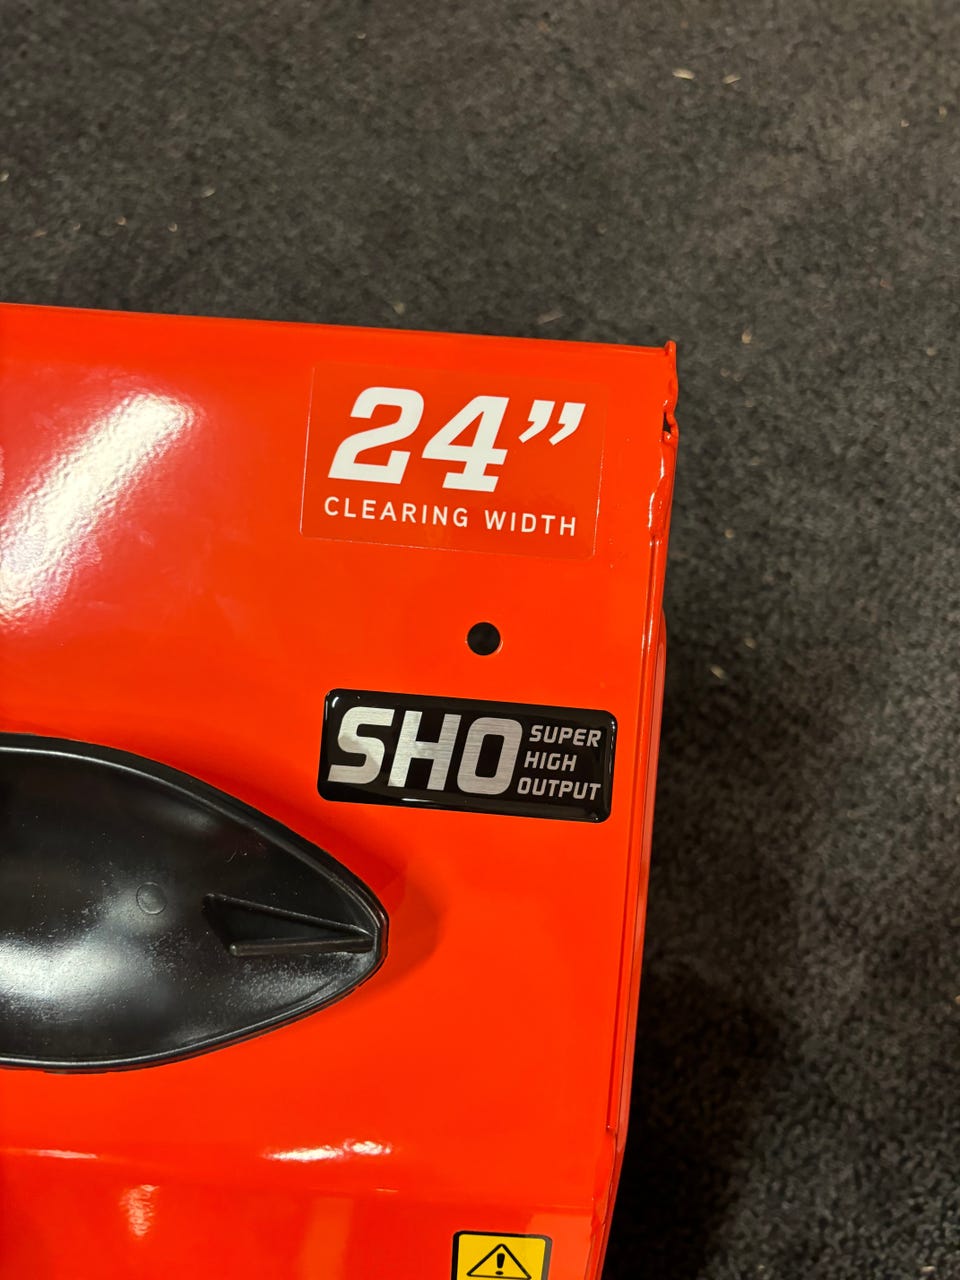 24”
CLEARING WIDTH
SHO
SUPER
HIGH
OUTPUT